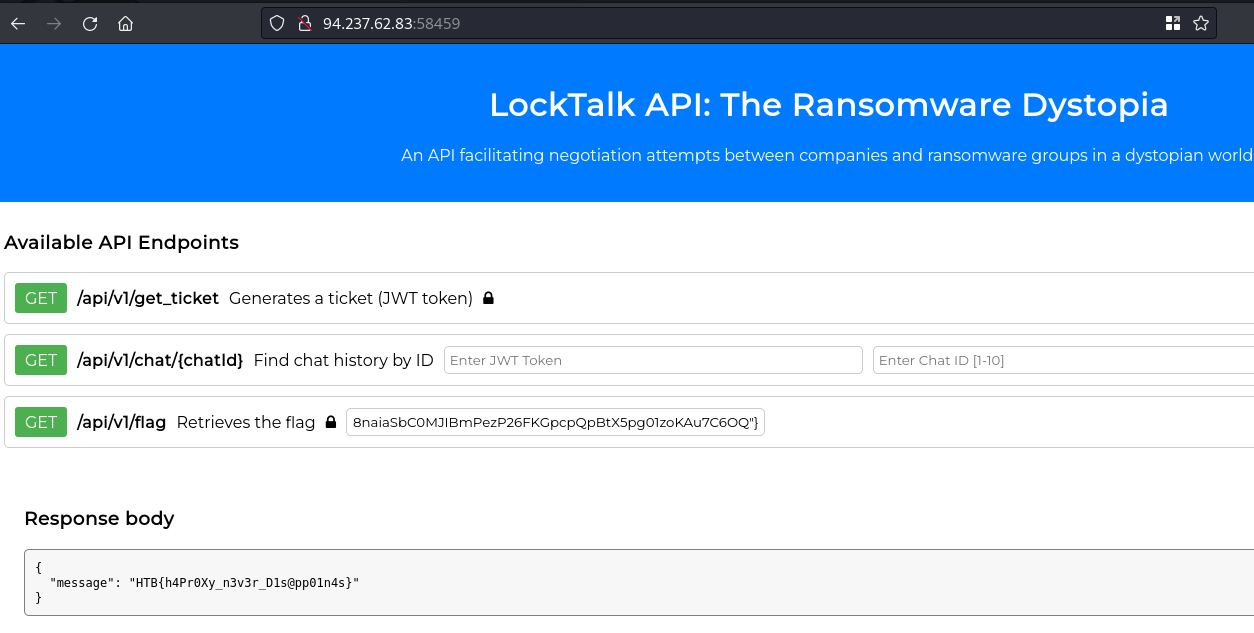 94.237.62.83:58459
LockTalk API: The Ransomware Dystopia
An API facilitating negotiation attempts between companies and ransomware groups in a dystopian world
Available API Endpoints
GET /api/v1/get_ticket Generates a ticket (JWT token)
GET /api/v1/chat/{chatId} Find chat history by ID Enter JWT Token Enter Chat ID [1-10]
GET /api/v1/flag Retrieves the flag 8naiaSbC0MJIBmPezP26FKGpcpQpBtX5pg01zoKAu7C6OQ"}
Response body
{
"message": "HTB{h4Pr0Xy_n3v3r_D1s@pp01n4s}"
}